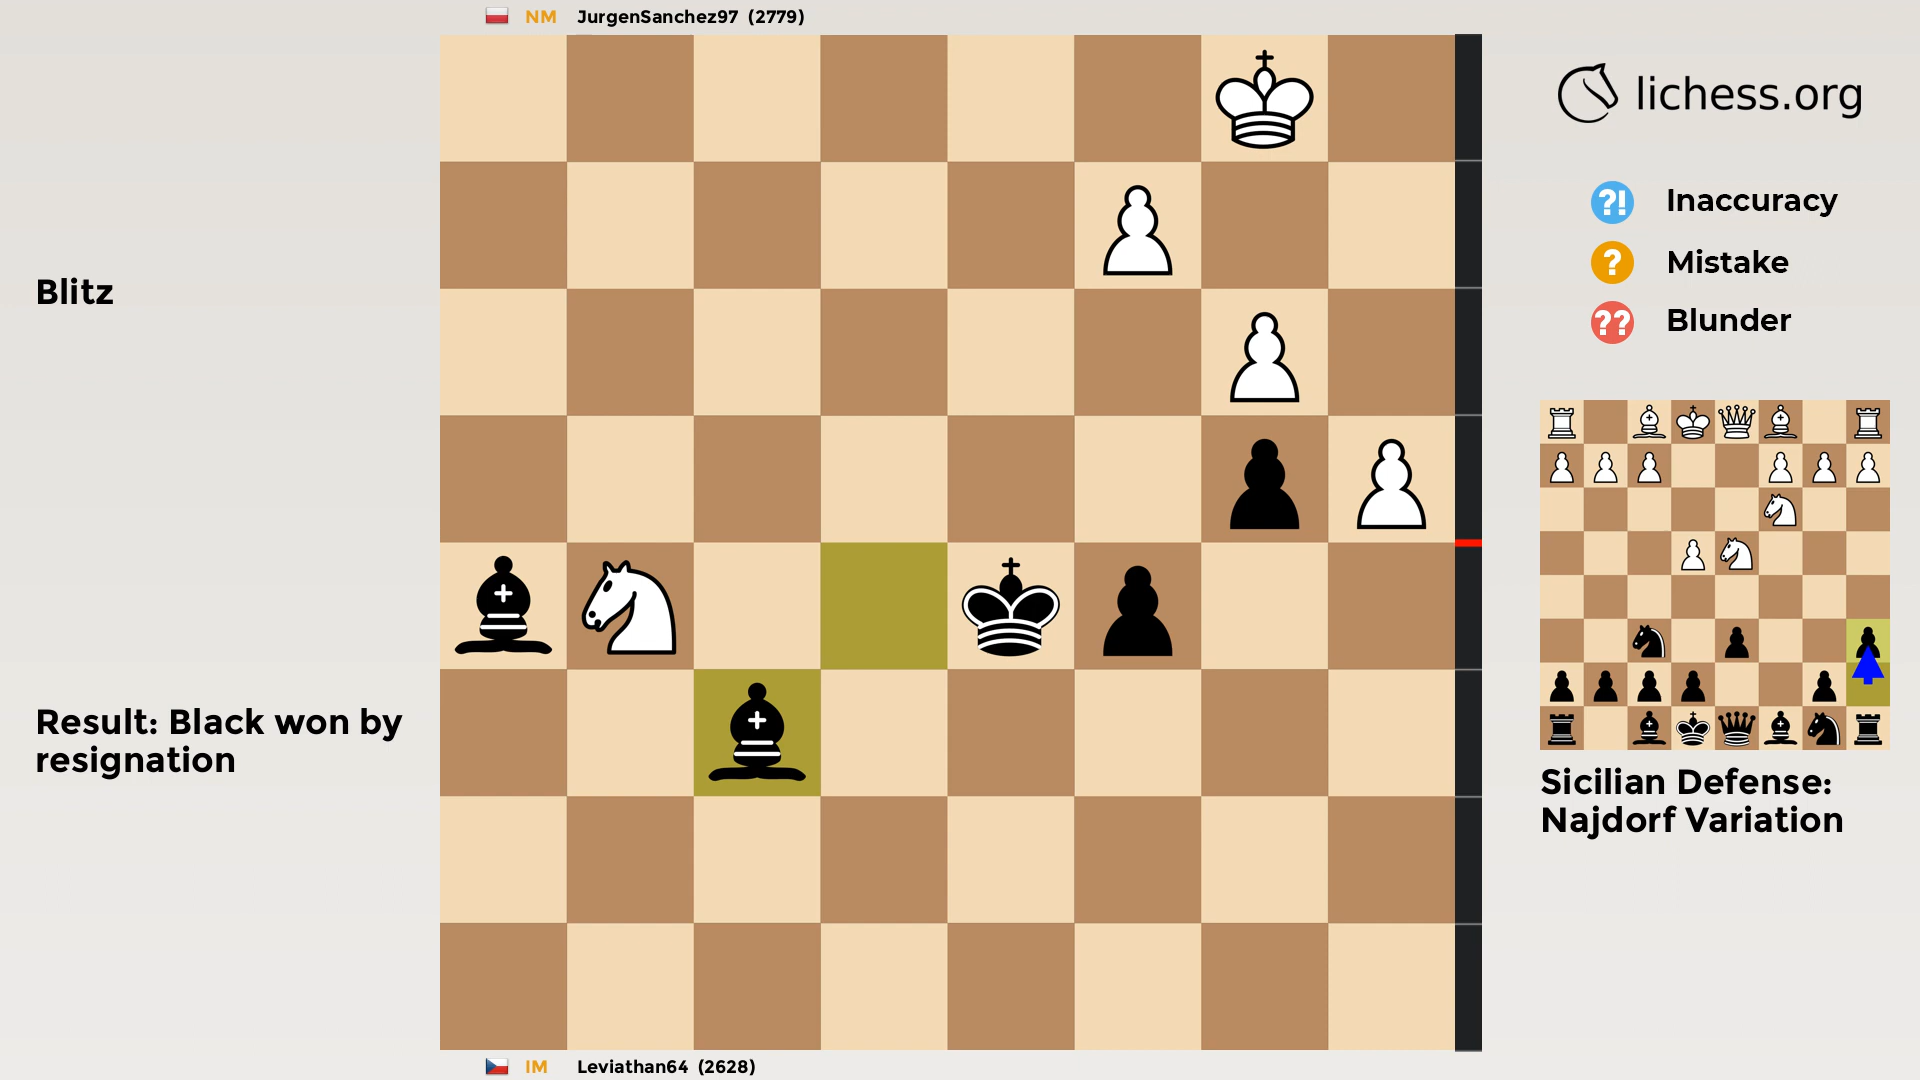 NM JurgenSanchez97 (2779)
lichess.org
?! Inaccuracy
? Mistake
?? Blunder
Blitz
Result: Black won by
resignation
Sicilian Defense:
Najdorf Variation
IM Leviathan64 (2628)